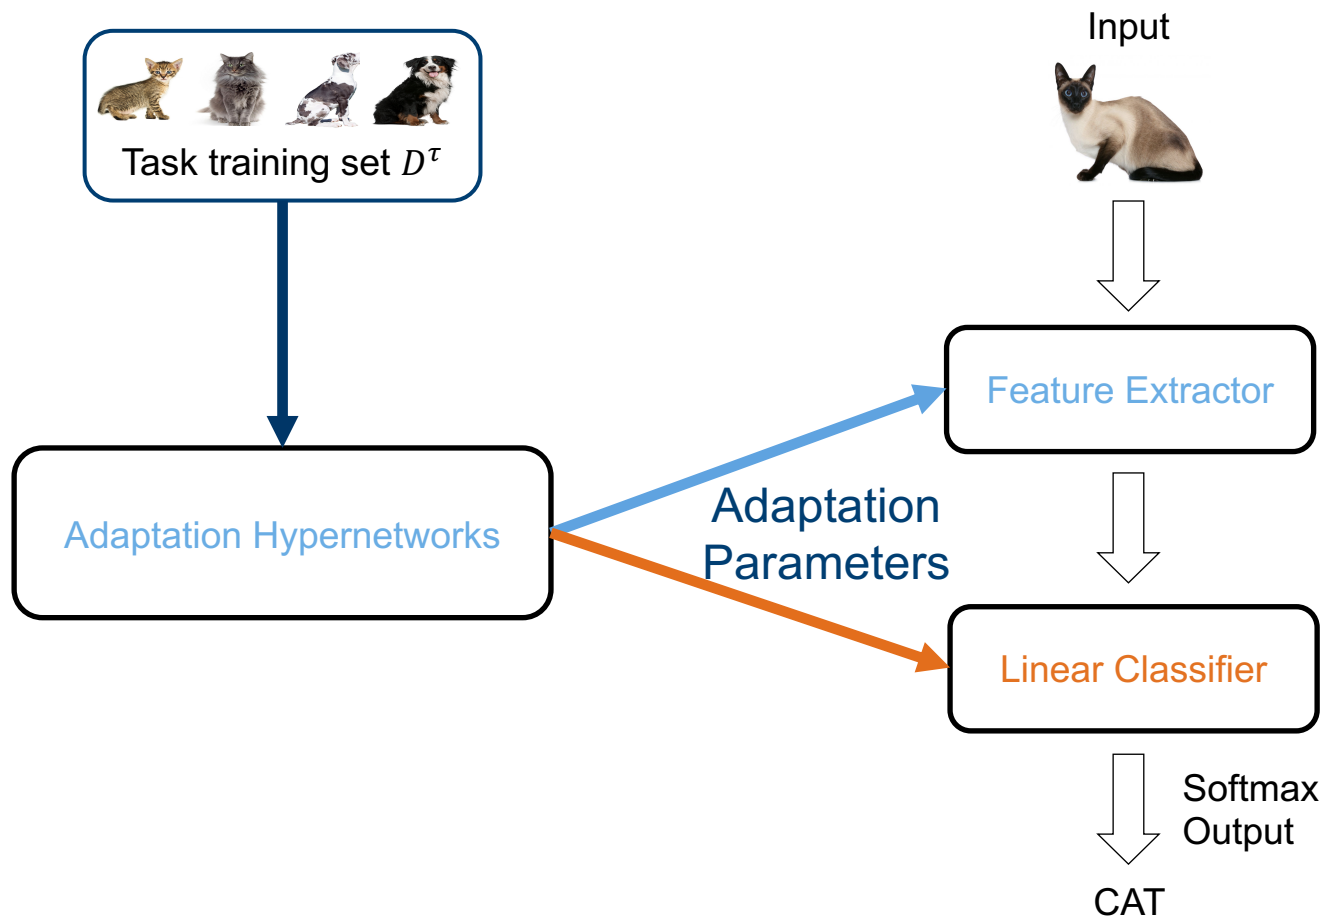 Input
Task training set D^τ
Feature Extractor
Adaptation
Parameters
Adaptation Hypernetworks
Linear Classifier
Softmax
Output
CAT